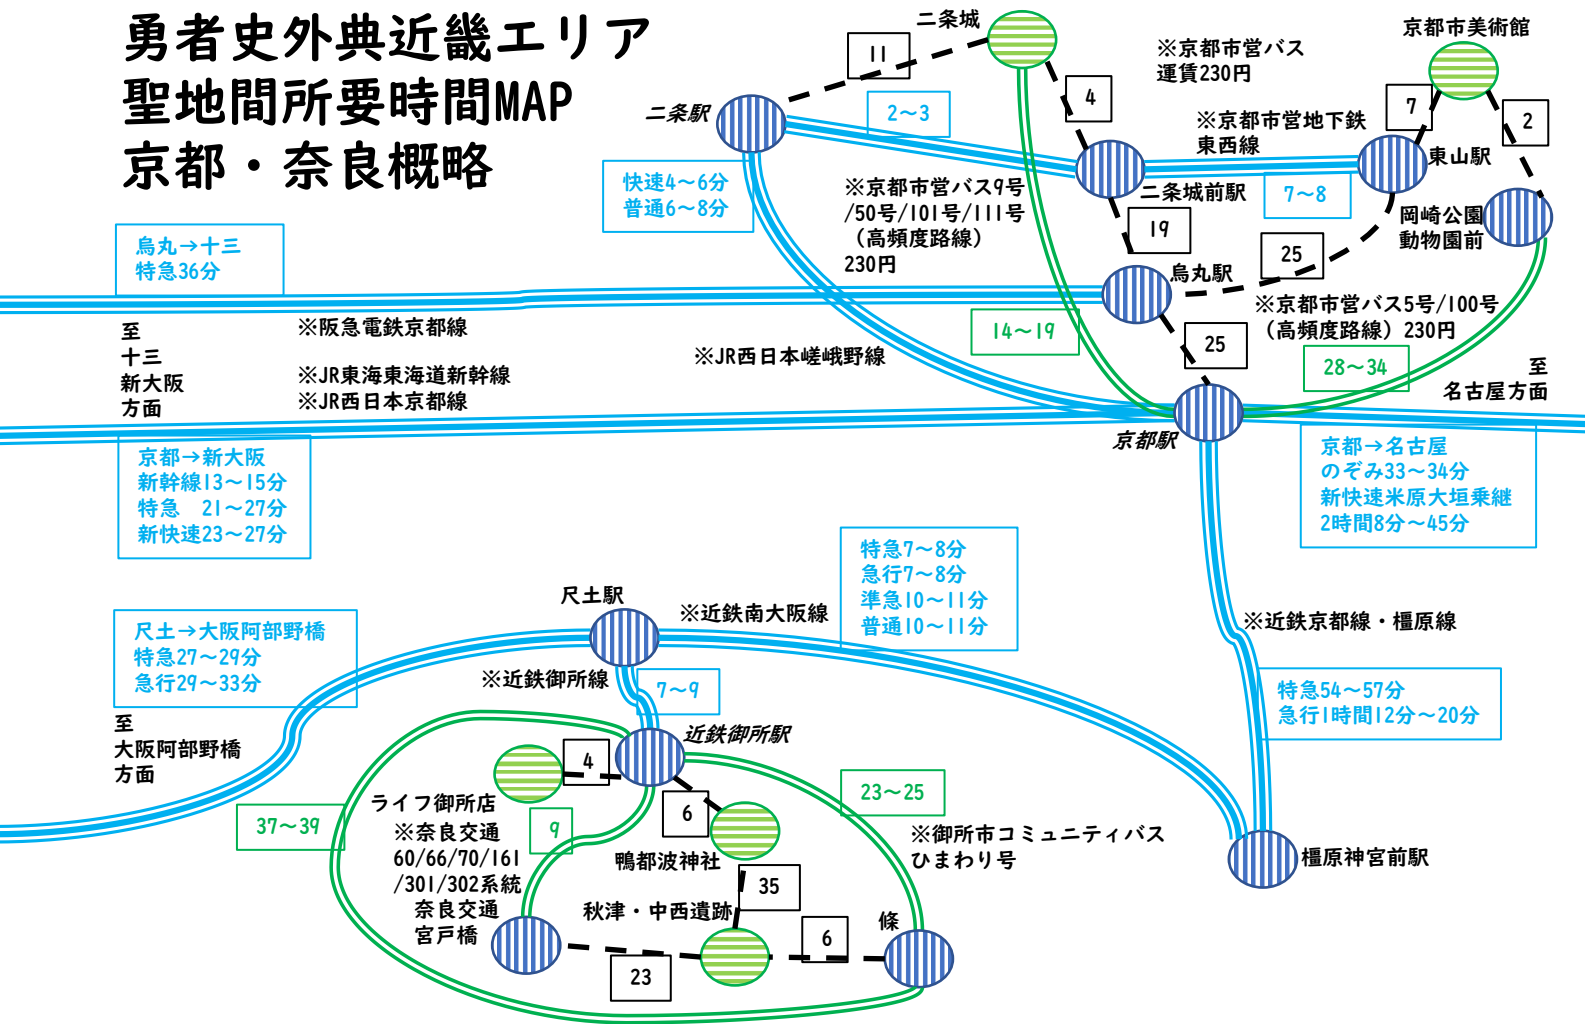 勇者史外典近畿エリア
聖地間所要時間MAP
京都・奈良概略
二条城
11
※京都市営バス
運賃230円
京都市美術館
二条駅
2～3
4
7
2
※京都市営地下鉄
東西線
東山駅
快速4～6分
普通6～8分
※京都市営バス9号
/50号/101号/111号
（高頻度路線）
230円
二条城前駅
7～8
岡崎公園
動物園前
19
25
烏丸→十三
特急36分
烏丸駅
※京都市営バス5号/100号
（高頻度路線）230円
至
十三
新大阪
方面
※阪急電鉄京都線
14～19
25
28～34
※JR西日本嵯峨野線
※JR東海東海道新幹線
※JR西日本京都線
至
名古屋方面
京都駅
京都→新大阪
新幹線13～15分
特急　21～27分
新快速23～27分
京都→名古屋
のぞみ33～34分
新快速米原大垣乗継
2時間8分～45分
特急7～8分
急行7～8分
準急10～11分
普通10～11分
尺土駅
※近鉄南大阪線
※近鉄京都線・橿原線
尺土→大阪阿部野橋
特急27～29分
急行29～33分
※近鉄御所線
7～9
特急54～57分
急行1時間12分～20分
至
大阪阿部野橋
方面
近鉄御所駅
4
ライフ御所店
6
23～25
37～39
9
※奈良交通
60/66/70/161
/301/302系統
奈良交通
宮戸橋
鴨都波神社
※御所市コミュニティバス
ひまわり号
橿原神宮前駅
35
秋津・中西遺跡
6
條
23